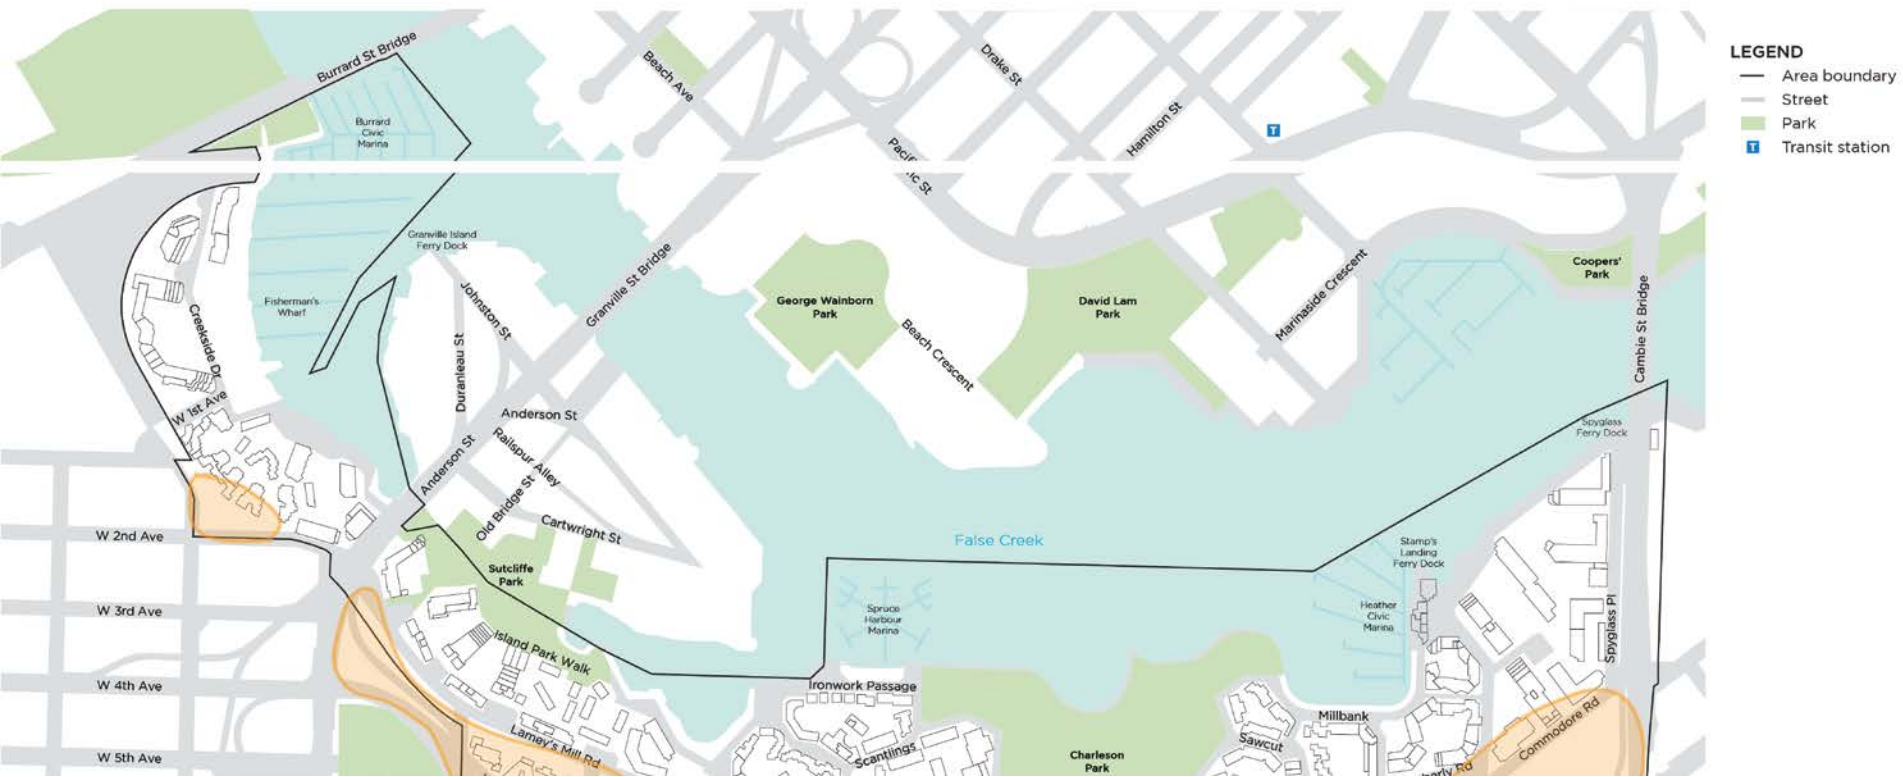 LEGEND
Area boundary
Street
Park
Transit station
Burrard St Bridge
Beach Ave
Drake St
Hamilton St
Burrard
Civic
Marina
Pacific St
Granville Island
Ferry Dock
Granville St Bridge
Johnston St
Duranleau St
Fisherman's
Wharf
Creekside Dr
W 1st Ave
George Wainborn
Park
Beach Crescent
David Lam
Park
Marinaside Crescent
Coopers'
Park
Cambie St Bridge
Anderson St
Anderson St
Railspur Alley
Old Bridge St
Cartwright St
Spyglass
Ferry Dock
W 2nd Ave
False Creek
Sutcliffe
Park
Stamp's
Landing
Ferry Dock
W 3rd Ave
Spruce
Harbour
Marina
Heather
Civic
Marina
Spyglass Pl
Island Park Walk
W 4th Ave
Ironwork Passage
Millbank
Commodore Rd
Lamey's Mill Rd
Sawcut
W 5th Ave
Scantlings
Charleson
Park